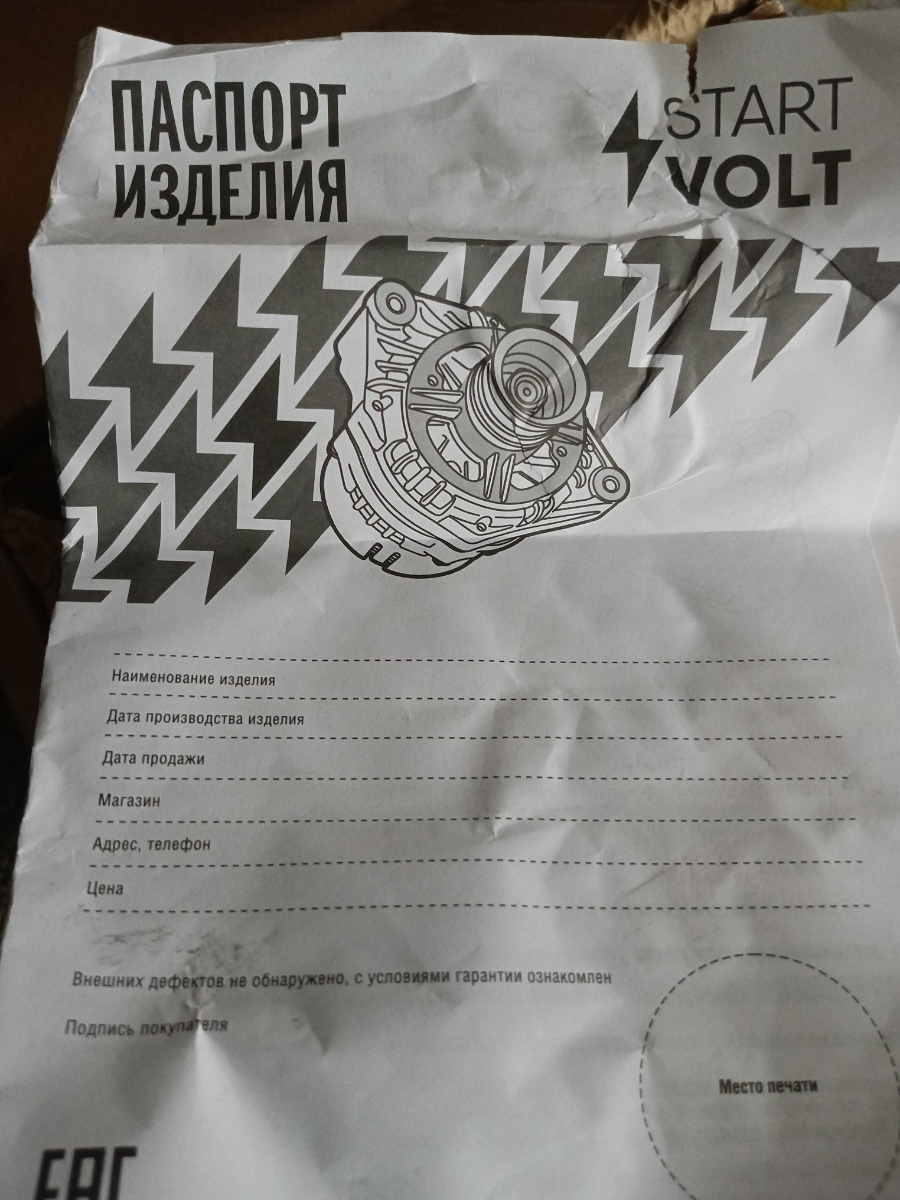 ПАСПОРТ
ИЗДЕЛИЯ
START
VOLT
Наименование изделия
Дата производства изделия
Дата продажи
Магазин
Адрес, телефон
Цена
Внешних дефектов не обнаружено, с условиями гарантии ознакомлен
Подпись покупателя
Место печати
EAC